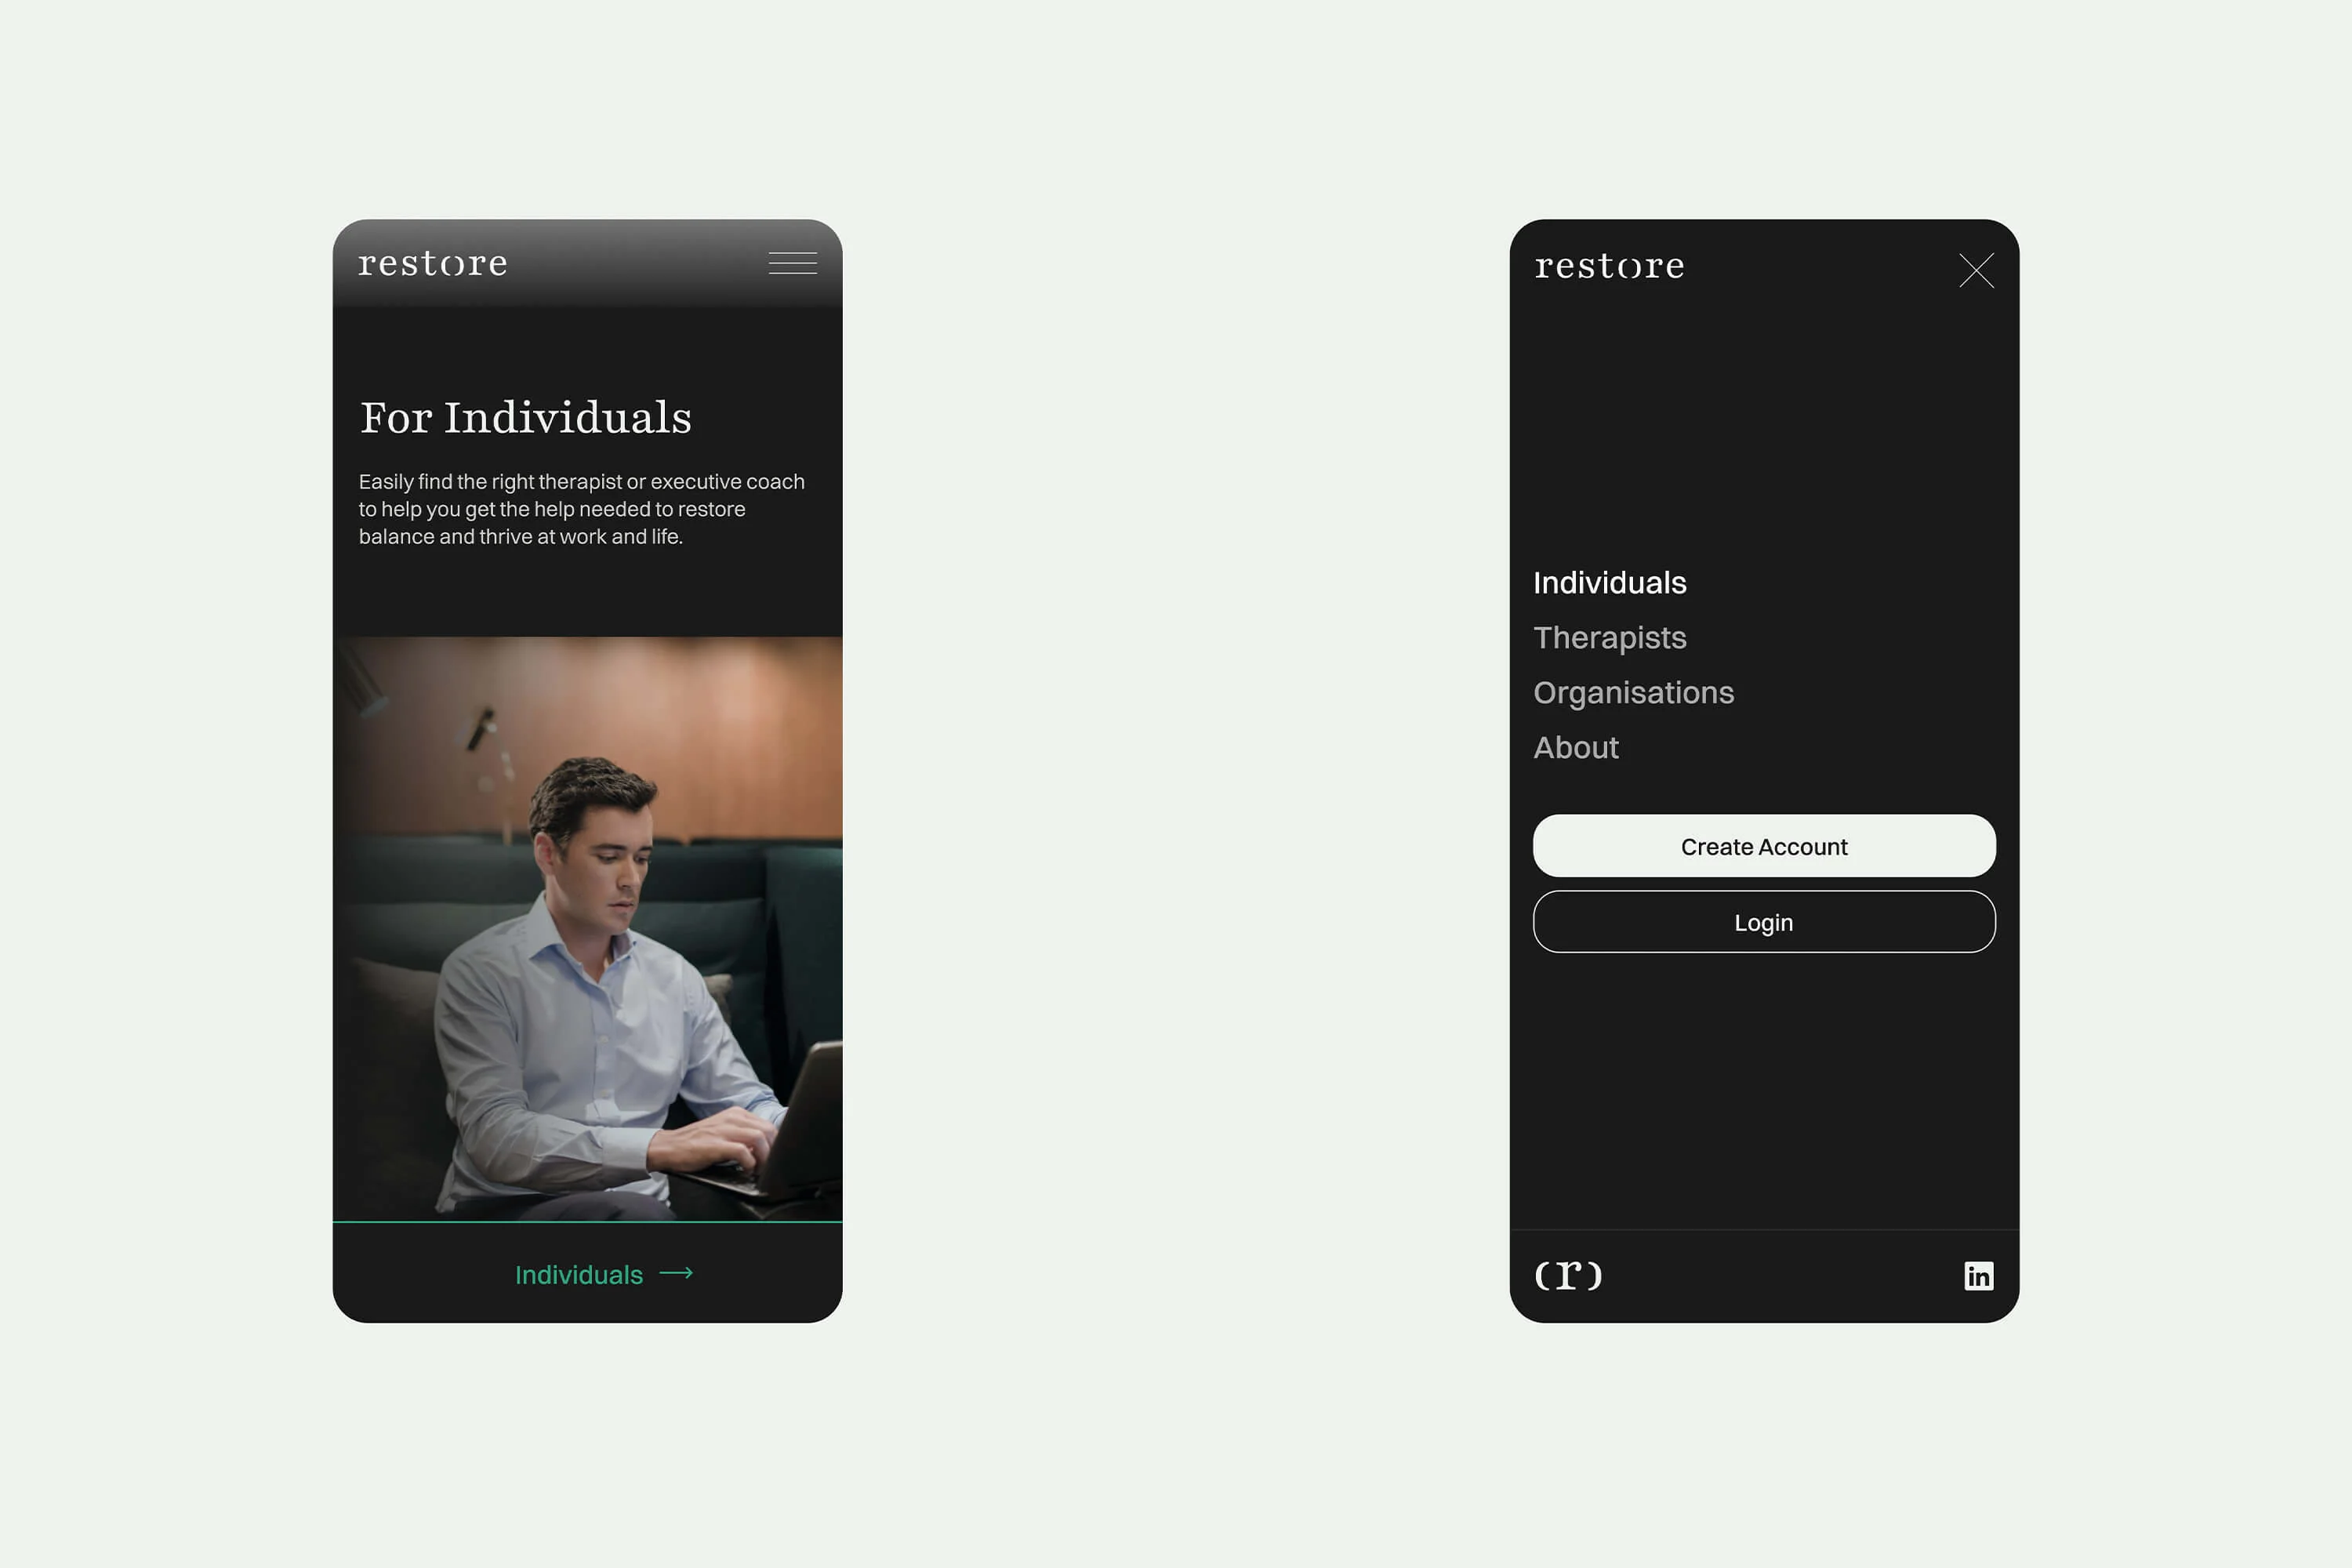 restore
For Individuals
Easily find the right therapist or executive coach
to help you get the help needed to restore
balance and thrive at work and life.
Individuals
restore
Individuals
Therapists
Organisations
About
Create Account
Login
(r)
in